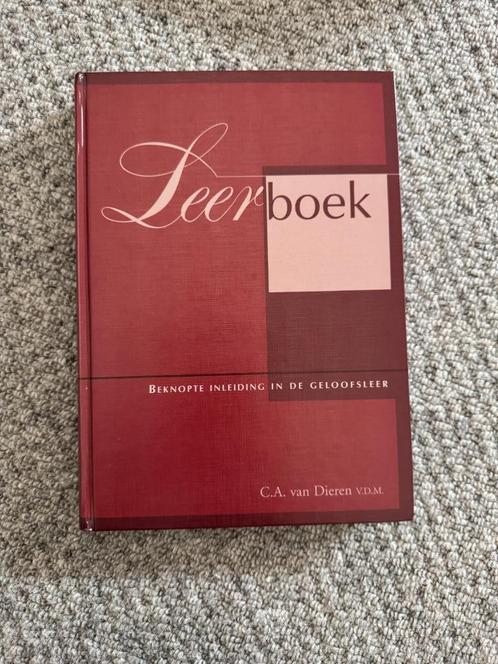 Leerboek
BEKNOPTE INLEIDING IN DE GELOOFSLEER
C.A. van Dieren V.D.M.